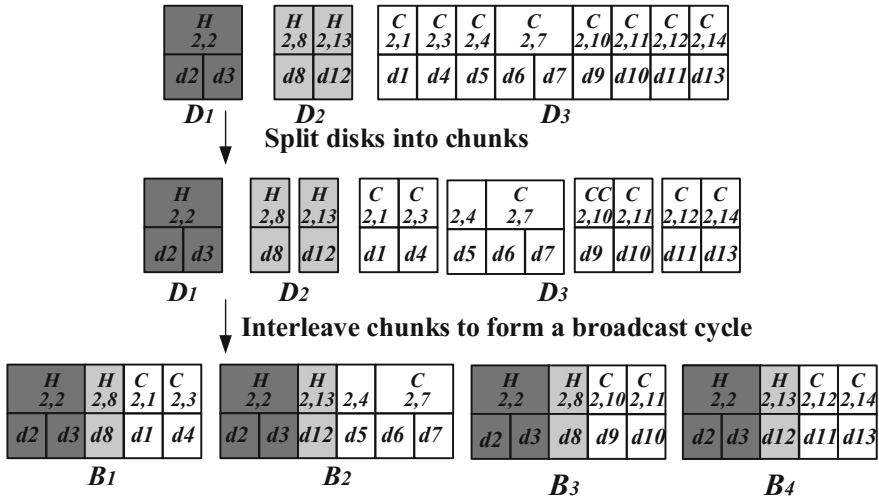 H H H C C C C C C C C
2,2 2,8 2,13 2,1 2,3 2,4 2,7 2,10 2,11 2,12 2,14
d2 d3 d8 d12 d1 d4 d5 d6 d7 d9 d10 d11 d13
D1 D2 D3
Split disks into chunks
H H H C C C CC C C C
2,2 2,8 2,13 2,1 2,3 2,4 2,7 2,10 2,11 2,12 2,14
d2 d3 d8 d12 d1 d4 d5 d6 d7 d9 d10 d11 d13
D1 D2 D3
Interleave chunks to form a broadcast cycle
H H C C H H C H H C C H H C C
2,2 2,8 2,1 2,3 2,2 2,13 2,4 2,7 2,2 2,8 2,10 2,11 2,2 2,13 2,12 2,14
d2 d3 d8 d1 d4 d2 d3 d12 d5 d6 d7 d2 d3 d8 d9 d10 d2 d3 d12 d11 d13
B1 B2 B3 B4